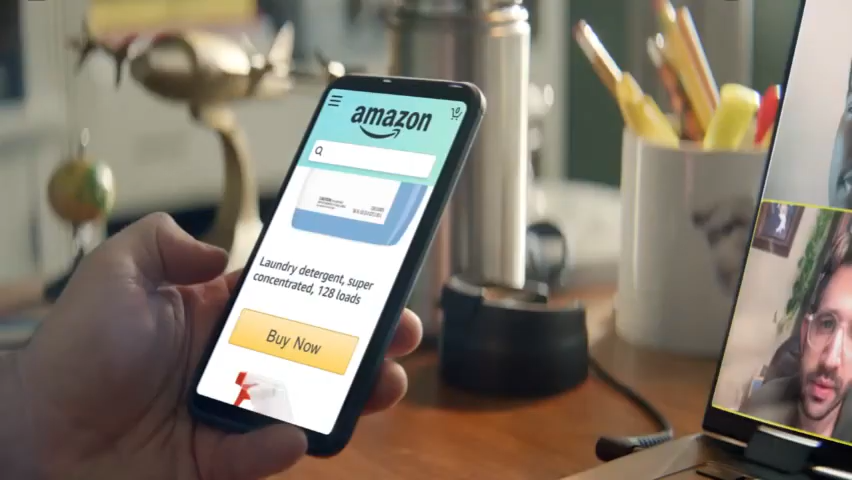 amazon
Laundry detergent, super
concentrated, 128 loads
Buy Now